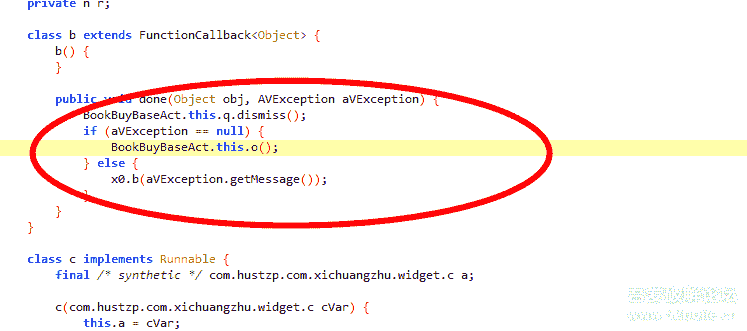 private n r;
class b extends FunctionCallback<Object> {
b() {
}
public void done(Object obj, AVException aVException) {
BookBuyBaseAct.this.q.dismiss();
if (aVException == null) {
BookBuyBaseAct.this.o();
} else {
x0.b(aVException.getMessage());
}
}
}
class c implements Runnable {
final /* synthetic */ com.hustzp.com.xichuangzhu.widget.c a;
c(com.hustzp.com.xichuangzhu.widget.c cVar) {
this.a = cVar;